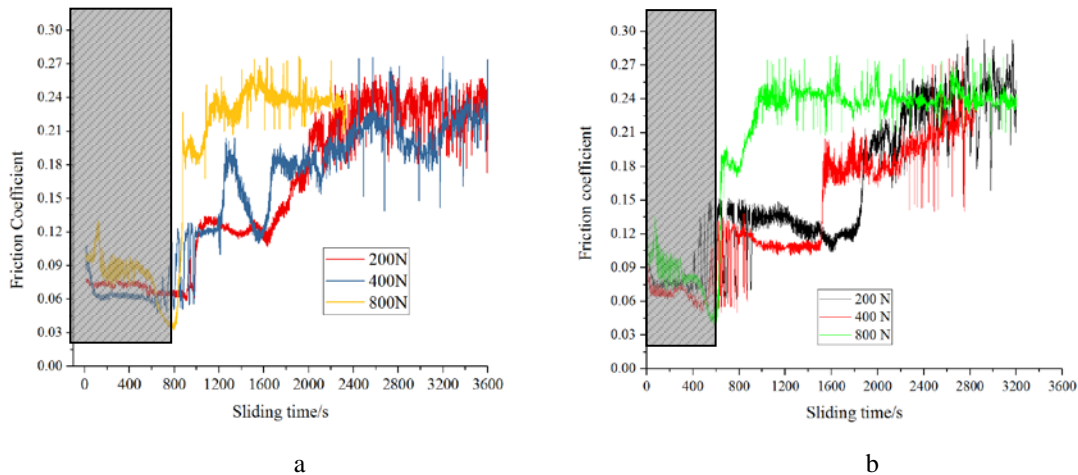 Friction Coefficient
0.30
0.27
0.24
0.21
0.18
0.15
0.12
0.09
0.06
0.03
0.00
200N
400N
800N
0 400 800 1200 1600 2000 2400 2800 3200 3600
Sliding time/s
a
Friction coefficient
0.30
0.27
0.24
0.21
0.18
0.15
0.12
0.09
0.06
0.03
0.00
200 N
400 N
800 N
0 400 800 1200 1600 2000 2400 2800 3200 3600
Sliding time/s
b